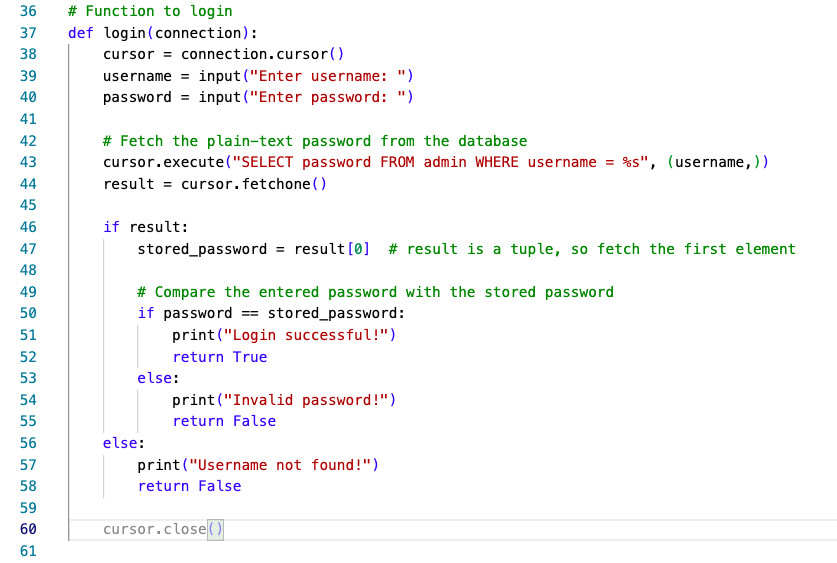 36 # Function to login
37 def login(connection):
38     cursor = connection.cursor()
39     username = input("Enter username: ")
40     password = input("Enter password: ")
41
42     # Fetch the plain-text password from the database
43     cursor.execute("SELECT password FROM admin WHERE username = %s", (username,))
44     result = cursor.fetchone()
45
46     if result:
47         stored_password = result[0]  # result is a tuple, so fetch the first element
48
49         # Compare the entered password with the stored password
50         if password == stored_password:
51             print("Login successful!")
52             return True
53         else:
54             print("Invalid password!")
55             return False
56     else:
57         print("Username not found!")
58         return False
59
60     cursor.close()
61